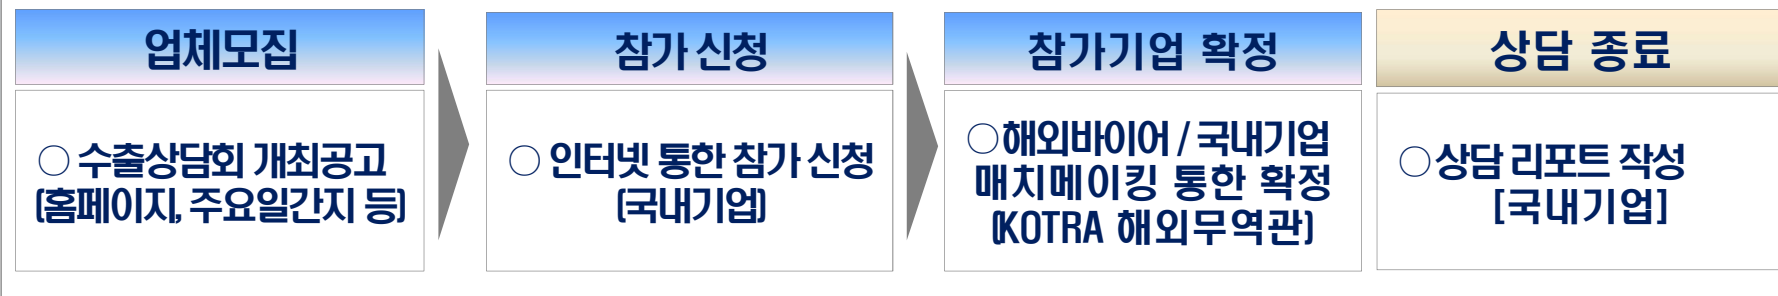 업체모집
○ 수출상담회 개최공고
(홈페이지, 주요일간지 등)
참가 신청
○ 인터넷 통한 참가 신청
(국내기업)
참가기업 확정
○해외바이어 / 국내기업
매치메이킹 통한 확정
(KOTRA 해외무역관)
상담 종료
○상담 리포트 작성
[국내기업]